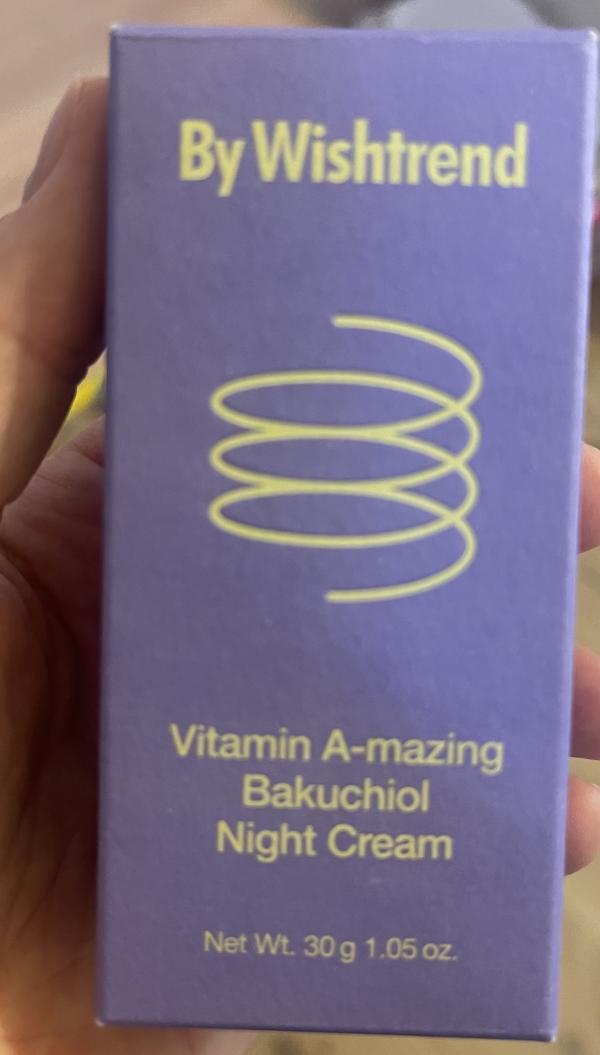 By Wishtrend
Vitamin A-mazing
Bakuchiol
Night Cream
Net Wt. 30 g 1.05 oz.